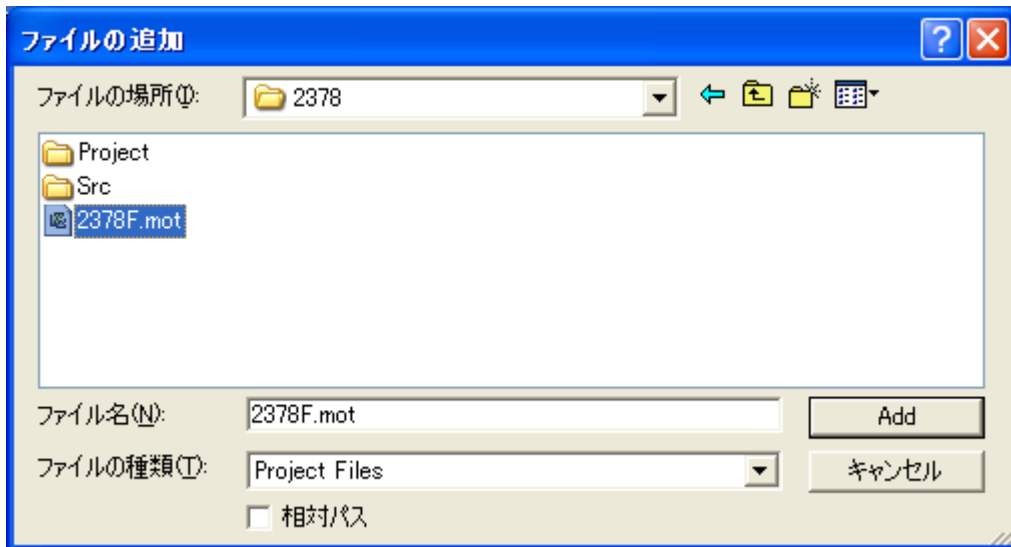 ファイルの追加
ファイルの場所(I): 2378
Project
Src
2378F.mot
ファイル名(N): 2378F.mot Add
ファイルの種類(T): Project Files キャンセル
相対パス